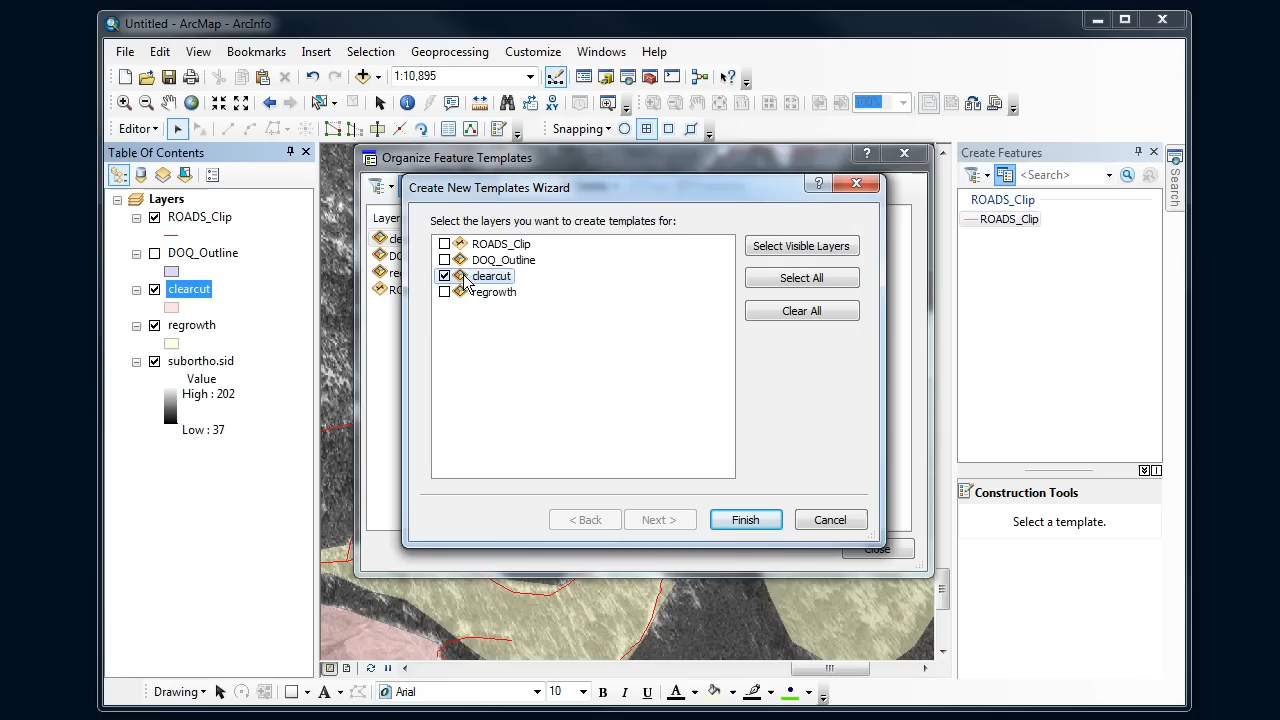 Untitled - ArcMap - ArcInfo
File Edit View Bookmarks Insert Selection Geoprocessing Customize Windows Help
1:10,895
100%
Editor
Snapping
Table Of Contents
Layers
ROADS_Clip
DOQ_Outline
clearcut
regrowth
subortho.sid
Value
High : 202
Low : 37
Organize Feature Templates
Create New Templates Wizard
Select the layers you want to create templates for:
ROADS_Clip
DOQ_Outline
clearcut
regrowth
Select Visible Layers
Select All
Clear All
< Back Next > Finish Cancel
Close
Create Features
<Search>
ROADS_Clip
ROADS_Clip
Search
Construction Tools
Select a template.
Drawing A Arial 10 B I U A